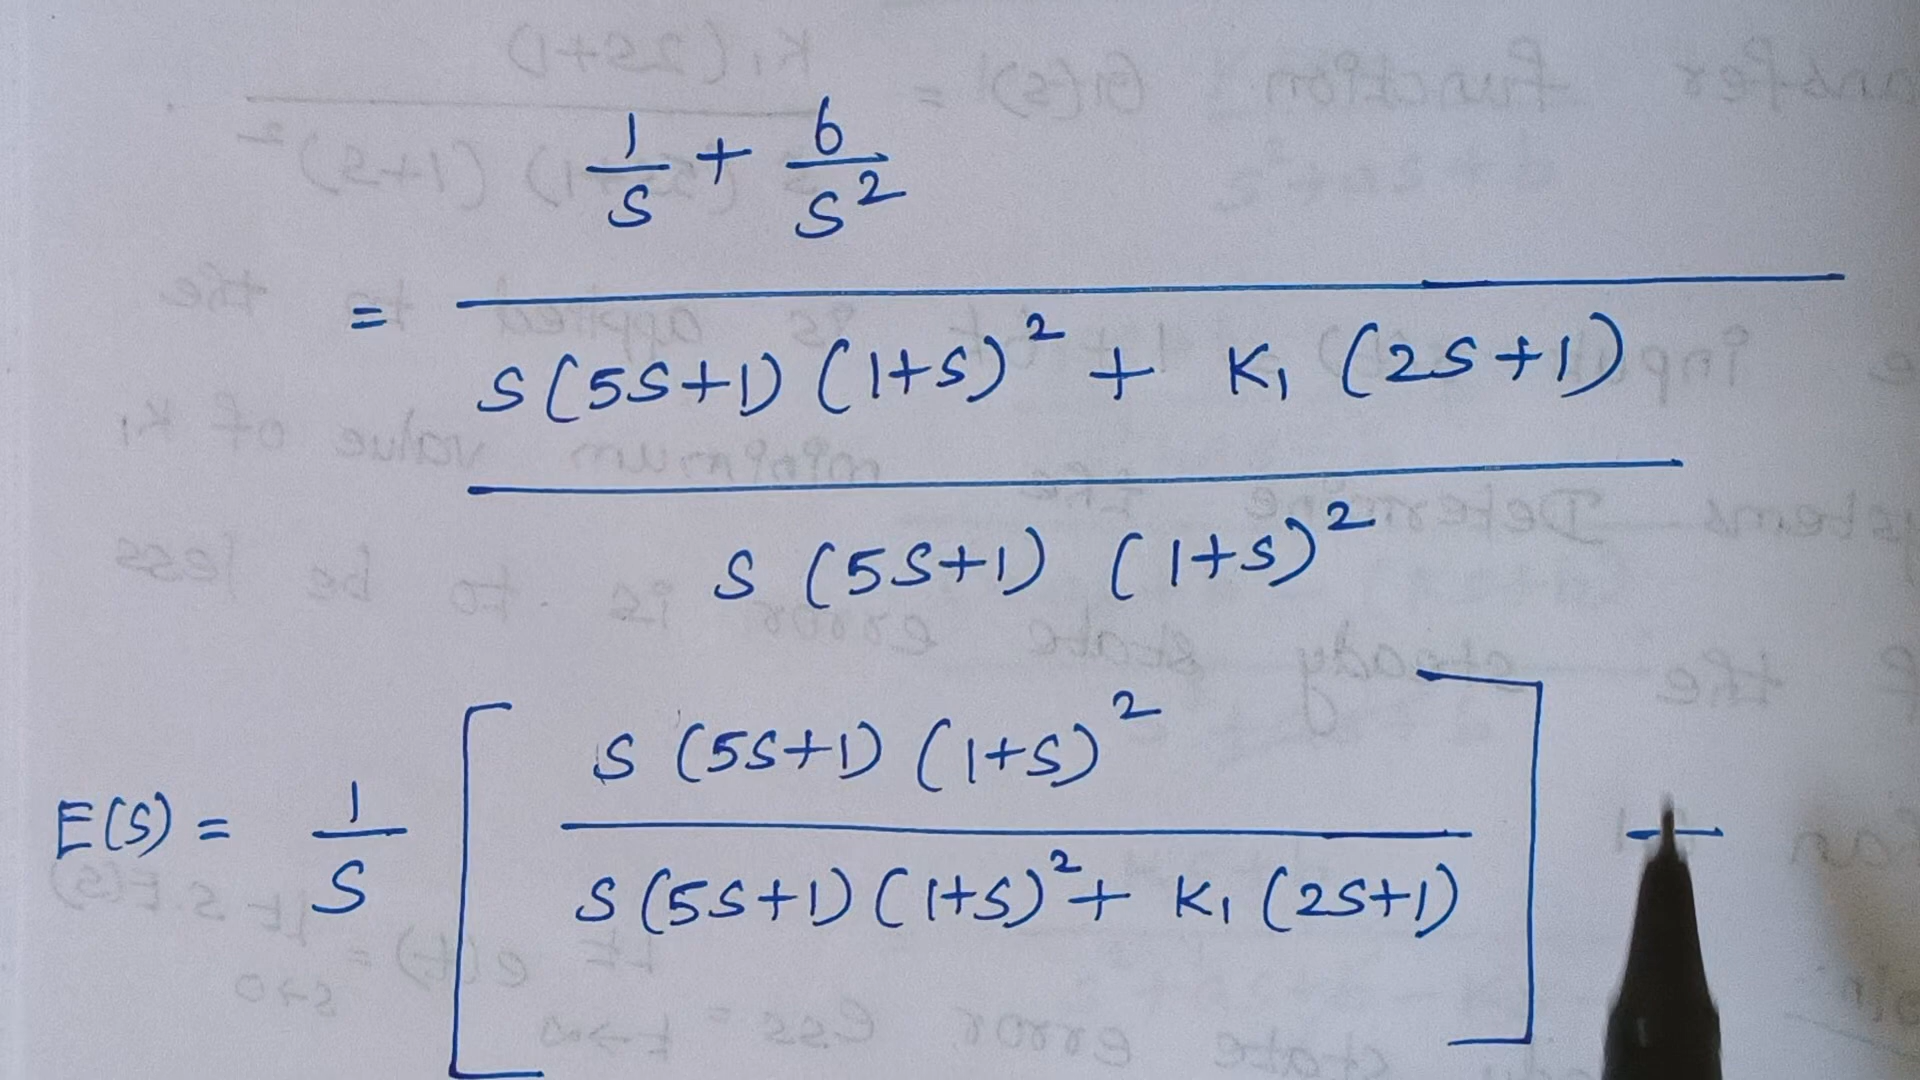 1/S + 6/S²
=
S(5S+1)(1+S)² + K₁(2S+1)
S(5S+1)(1+S)²
E(S) = 1/S [ S(5S+1)(1+S)² / S(5S+1)(1+S)² + K₁(2S+1) ] +